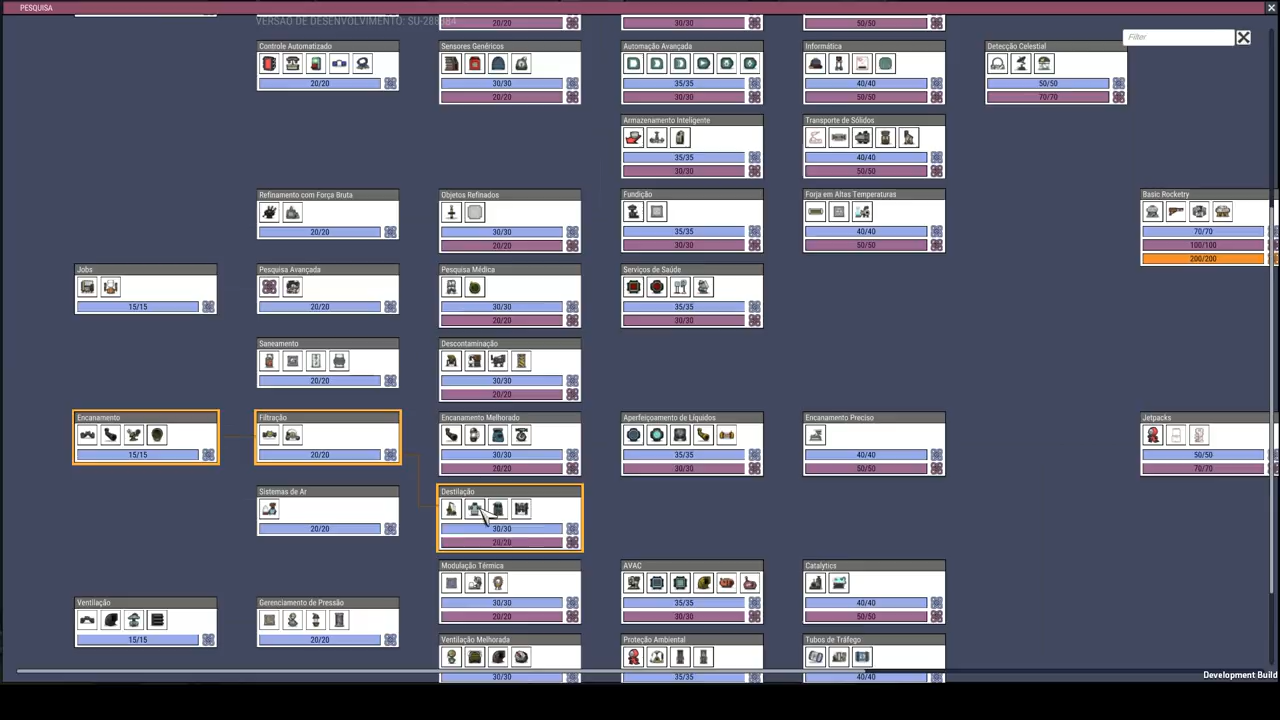 PESQUISA
VERSÃO DE DESENVOLVIMENTO: SU-288984
20/20
30/30
50/50
Filter
Controle Automatizado
20/20
Sensores Genéricos
30/30
20/20
Automação Avançada
35/35
30/30
Informática
40/40
50/50
Detecção Celestial
50/50
70/70
Armazenamento Inteligente
35/35
30/30
Transporte de Sólidos
40/40
50/50
Refinamento com Força Bruta
20/20
Objetos Refinados
30/30
20/20
Fundição
35/35
30/30
Forja em Altas Temperaturas
40/40
50/50
Basic Rocketry
70/70
100/100
200/200
Jobs
15/15
Pesquisa Avançada
20/20
Pesquisa Médica
30/30
20/20
Serviços de Saúde
35/35
30/30
Saneamento
20/20
Descontaminação
30/30
20/20
Encanamento
15/15
Filtração
20/20
Encanamento Melhorado
30/30
20/20
Aperfeiçoamento de Líquidos
35/35
30/30
Encanamento Preciso
40/40
50/50
Jetpacks
50/50
70/70
Sistemas de Ar
20/20
Destilação
30/30
20/20
Modulação Térmica
30/30
20/20
AVAC
35/35
30/30
Catalytics
40/40
50/50
Ventilação
15/15
Gerenciamento de Pressão
20/20
Ventilação Melhorada
30/30
Proteção Ambiental
35/35
Tubos de Tráfego
40/40
Development Build